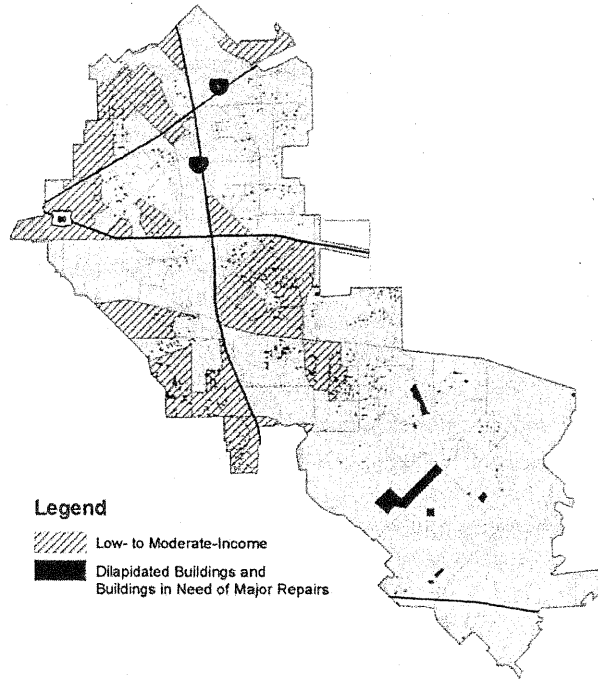 Legend
Low- to Moderate-Income
Dilapidated Buildings and
Buildings in Need of Major Repairs